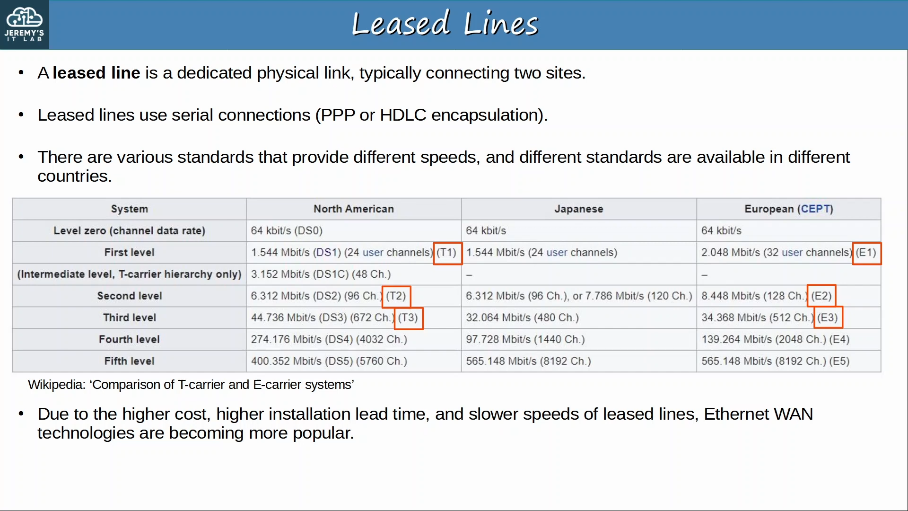 JEREMY'S
IT LAB
Leased Lines
• A leased line is a dedicated physical link, typically connecting two sites.
• Leased lines use serial connections (PPP or HDLC encapsulation).
• There are various standards that provide different speeds, and different standards are available in different
countries.
System North American Japanese European (CEPT)
Level zero (channel data rate) 64 kbit/s (DS0) 64 kbit/s 64 kbit/s
First level 1.544 Mbit/s (DS1) (24 user channels) (T1) 1.544 Mbit/s (24 user channels) 2.048 Mbit/s (32 user channels) (E1)
(Intermediate level, T-carrier hierarchy only) 3.152 Mbit/s (DS1C) (48 Ch.) – –
Second level 6.312 Mbit/s (DS2) (96 Ch.) (T2) 6.312 Mbit/s (96 Ch.), or 7.786 Mbit/s (120 Ch.) 8.448 Mbit/s (128 Ch.) (E2)
Third level 44.736 Mbit/s (DS3) (672 Ch.) (T3) 32.064 Mbit/s (480 Ch.) 34.368 Mbit/s (512 Ch.) (E3)
Fourth level 274.176 Mbit/s (DS4) (4032 Ch.) 97.728 Mbit/s (1440 Ch.) 139.264 Mbit/s (2048 Ch.) (E4)
Fifth level 400.352 Mbit/s (DS5) (5760 Ch.) 565.148 Mbit/s (8192 Ch.) 565.148 Mbit/s (8192 Ch.) (E5)
Wikipedia: ‘Comparison of T-carrier and E-carrier systems’
• Due to the higher cost, higher installation lead time, and slower speeds of leased lines, Ethernet WAN
technologies are becoming more popular.